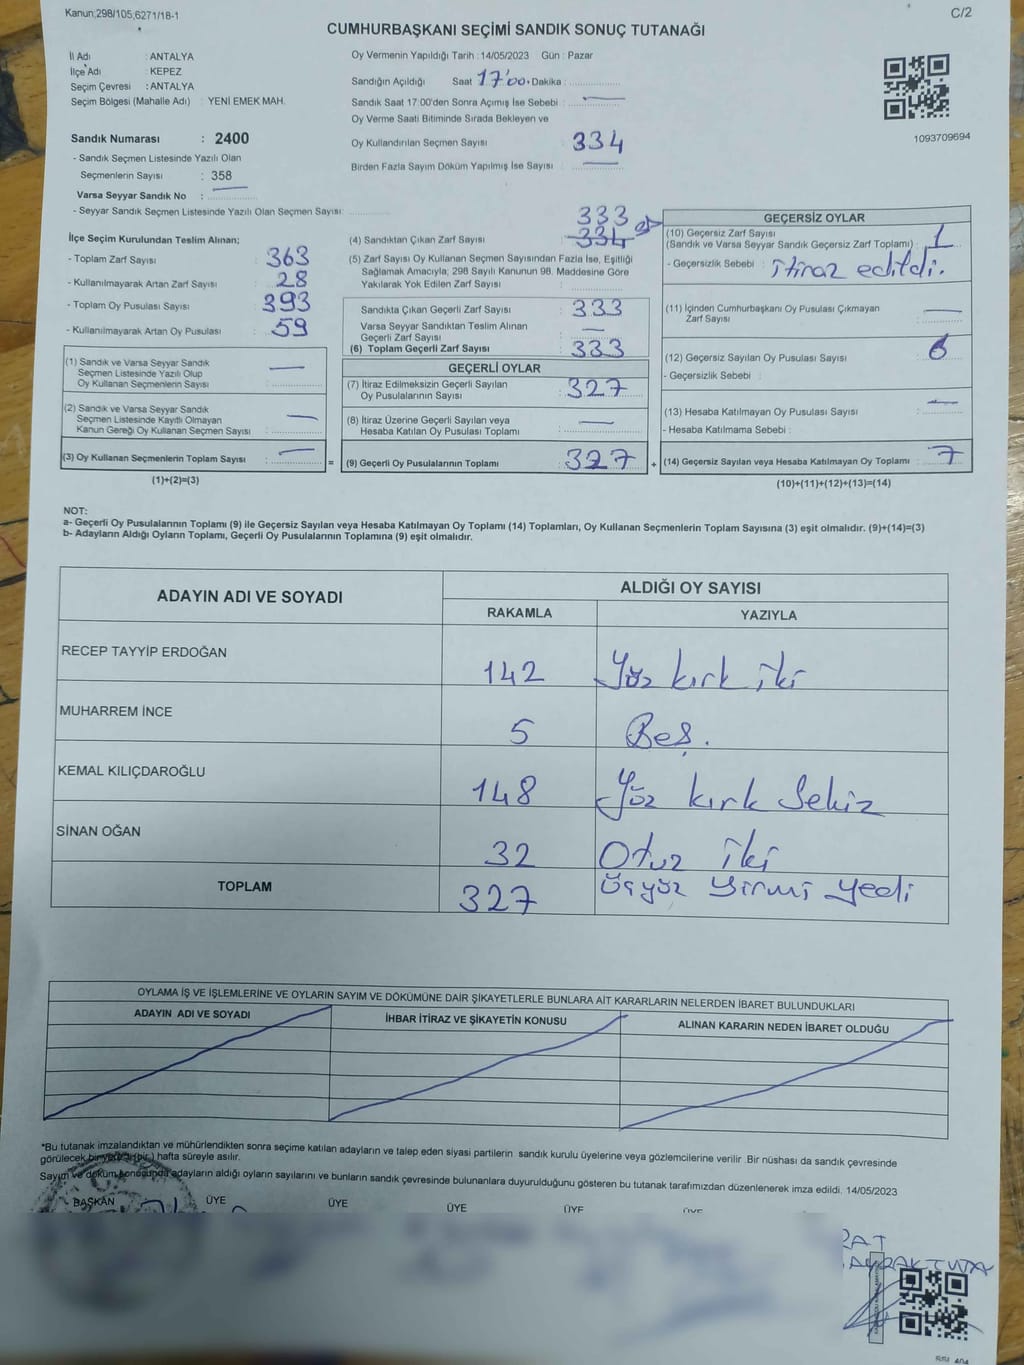 Kanun;298/105,6271/18-1
C/2
CUMHURBAŞKANI SEÇİMİ SANDIK SONUÇ TUTANAĞI
İl Adı : ANTALYA
İlçe Adı : KEPEZ
Seçim Çevresi : ANTALYA
Seçim Bölgesi (Mahalle Adı) : YENİ EMEK MAH.
Sandık Numarası : 2400
- Sandık Seçmen Listesinde Yazılı Olan
Seçmenlerin Sayısı : 358
Varsa Seyyar Sandık No :
- Seyyar Sandık Seçmen Listesinde Yazılı Olan Seçmen Sayısı:
Oy Vermenin Yapıldığı Tarih : 14/05/2023 Gün : Pazar
Sandığın Açıldığı Saat 17:00 Dakika :
Sandık Saat 17:00'den Sonra Açımış İse Sebebi : —
Oy Verme Saati Bitiminde Sırada Bekleyen ve
Oy Kullandırılan Seçmen Sayısı : 334
Birden Fazla Sayım Döküm Yapılmış İse Sayısı : —
1093709694
İlçe Seçim Kurulundan Teslim Alınan;
- Toplam Zarf Sayısı : 363
- Kullanılmayarak Artan Zarf Sayısı : 28
- Toplam Oy Pusulası Sayısı : 393
- Kullanılmayarak Artan Oy Pusulası : 59
(1) Sandık ve Varsa Seyyar Sandık
Seçmen Listesinde Yazılı Olup
Oy Kullanan Seçmenlerin Sayısı : —
(2) Sandık ve Varsa Seyyar Sandık
Seçmen Listesinde Kayıtlı Olmayan
Kanun Gereği Oy Kullanan Seçmen Sayısı : —
(3) Oy Kullanan Seçmenlerin Toplam Sayısı : —
(1)+(2)=(3)
333
(4) Sandıktan Çıkan Zarf Sayısı : 334
(5) Zarf Sayısı Oy Kullanan Seçmen Sayısından Fazla İse, Eşitliği
Sağlamak Amacıyla; 298 Sayılı Kanunun 98. Maddesine Göre
Yakılarak Yok Edilen Zarf Sayısı :
Sandıkta Çıkan Geçerli Zarf Sayısı : 333
Varsa Seyyar Sandıktan Teslim Alınan
Geçerli Zarf Sayısı : —
(6) Toplam Geçerli Zarf Sayısı : 333
GEÇERLİ OYLAR
(7) İtiraz Edilmeksizin Geçerli Sayılan
Oy Pusulalarının Sayısı : 327
(8) İtiraz Üzerine Geçerli Sayılan veya
Hesaba Katılan Oy Pusulası Toplamı : —
= (9) Geçerli Oy Pusulalarının Toplamı : 327
GEÇERSİZ OYLAR
(10) Geçersiz Zarf Sayısı
(Sandık ve Varsa Seyyar Sandık Geçersiz Zarf Toplamı) : 1
- Geçersizlik Sebebi : itiraz edildi.
(11) İçinden Cumhurbaşkanı Oy Pusulası Çıkmayan
Zarf Sayısı : —
(12) Geçersiz Sayılan Oy Pusulası Sayısı : 6
- Geçersizlik Sebebi :
(13) Hesaba Katılmayan Oy Pusulası Sayısı : —
- Hesaba Katılmama Sebebi :
+ (14) Geçersiz Sayılan veya Hesaba Katılmayan Oy Toplamı : 7
(10)+(11)+(12)+(13)=(14)
NOT:
a- Geçerli Oy Pusulalarının Toplamı (9) ile Geçersiz Sayılan veya Hesaba Katılmayan Oy Toplamı (14) Toplamları, Oy Kullanan Seçmenlerin Toplam Sayısına (3) eşit olmalıdır. (9)+(14)=(3)
b- Adayların Aldığı Oyların Toplamı, Geçerli Oy Pusulalarının Toplamına (9) eşit olmalıdır.
ADAYIN ADI VE SOYADI
ALDIĞI OY SAYISI
RAKAMLA YAZIYLA
RECEP TAYYİP ERDOĞAN 142 Yüz kırk iki
MUHARREM İNCE 5 Beş.
KEMAL KILIÇDAROĞLU 148 Yüz kırk Sekiz
SİNAN OĞAN 32 Otuz iki
TOPLAM 327 Üçyüz yirmi yedi
OYLAMA İŞ VE İŞLEMLERİNE VE OYLARIN SAYIM VE DÖKÜMÜNE DAİR ŞİKAYETLERLE BUNLARA AİT KARARLARIN NELERDEN İBARET BULUNDUKLARI
ADAYIN ADI VE SOYADI İHBAR İTİRAZ VE ŞİKAYETİN KONUSU ALINAN KARARIN NEDEN İBARET OLDUĞU
*Bu tutanak imzalandıktan ve mühürlendikten sonra seçime katılan adayların ve talep eden siyasi partilerin sandık kurulu üyelerine veya gözlemcilerine verilir .Bir nüshası da sandık çevresinde
görülecek bir yere (bir) hafta süreyle asılır.
Sayım ve döküm sonucunda adayların aldığı oyların sayılarını ve bunların sandık çevresinde bulunanlara duyurulduğunu gösteren bu tutanak tarafımızdan düzenlenerek imza edildi. 14/05/2023
BAŞKAN ÜYE ÜYE ÜYE ÜYE ÜYE